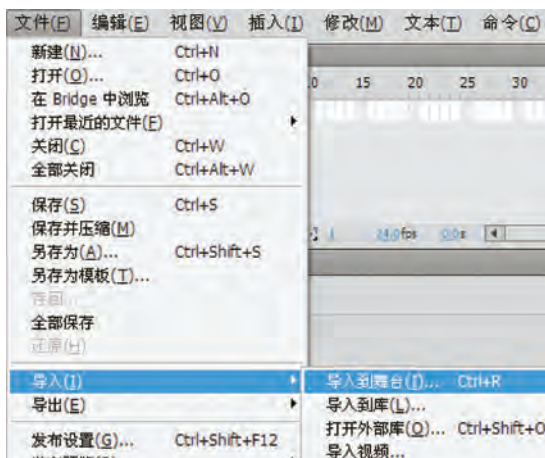 文件(F) 编辑(E) 视图(V) 插入(I) 修改(M) 文本(T) 命令(C)
新建(N)... Ctrl+N
打开(O)... Ctrl+O
在 Bridge 中浏览 Ctrl+Alt+O
打开最近的文件(F)
关闭(C) Ctrl+W
全部关闭 Ctrl+Alt+W
保存(S) Ctrl+S
保存并压缩(M)
另存为(A)... Ctrl+Shift+S
另存为模板(T)...
存回...
全部保存
还原(H)
导入(I)
导出(E)
发布设置(G)... Ctrl+Shift+F12
10 15 20 25 30
1 24.0fps 0.0s
导入到舞台(I)... Ctrl+R
导入到库(L)...
打开外部库(O)... Ctrl+Shift+O
导入视频...